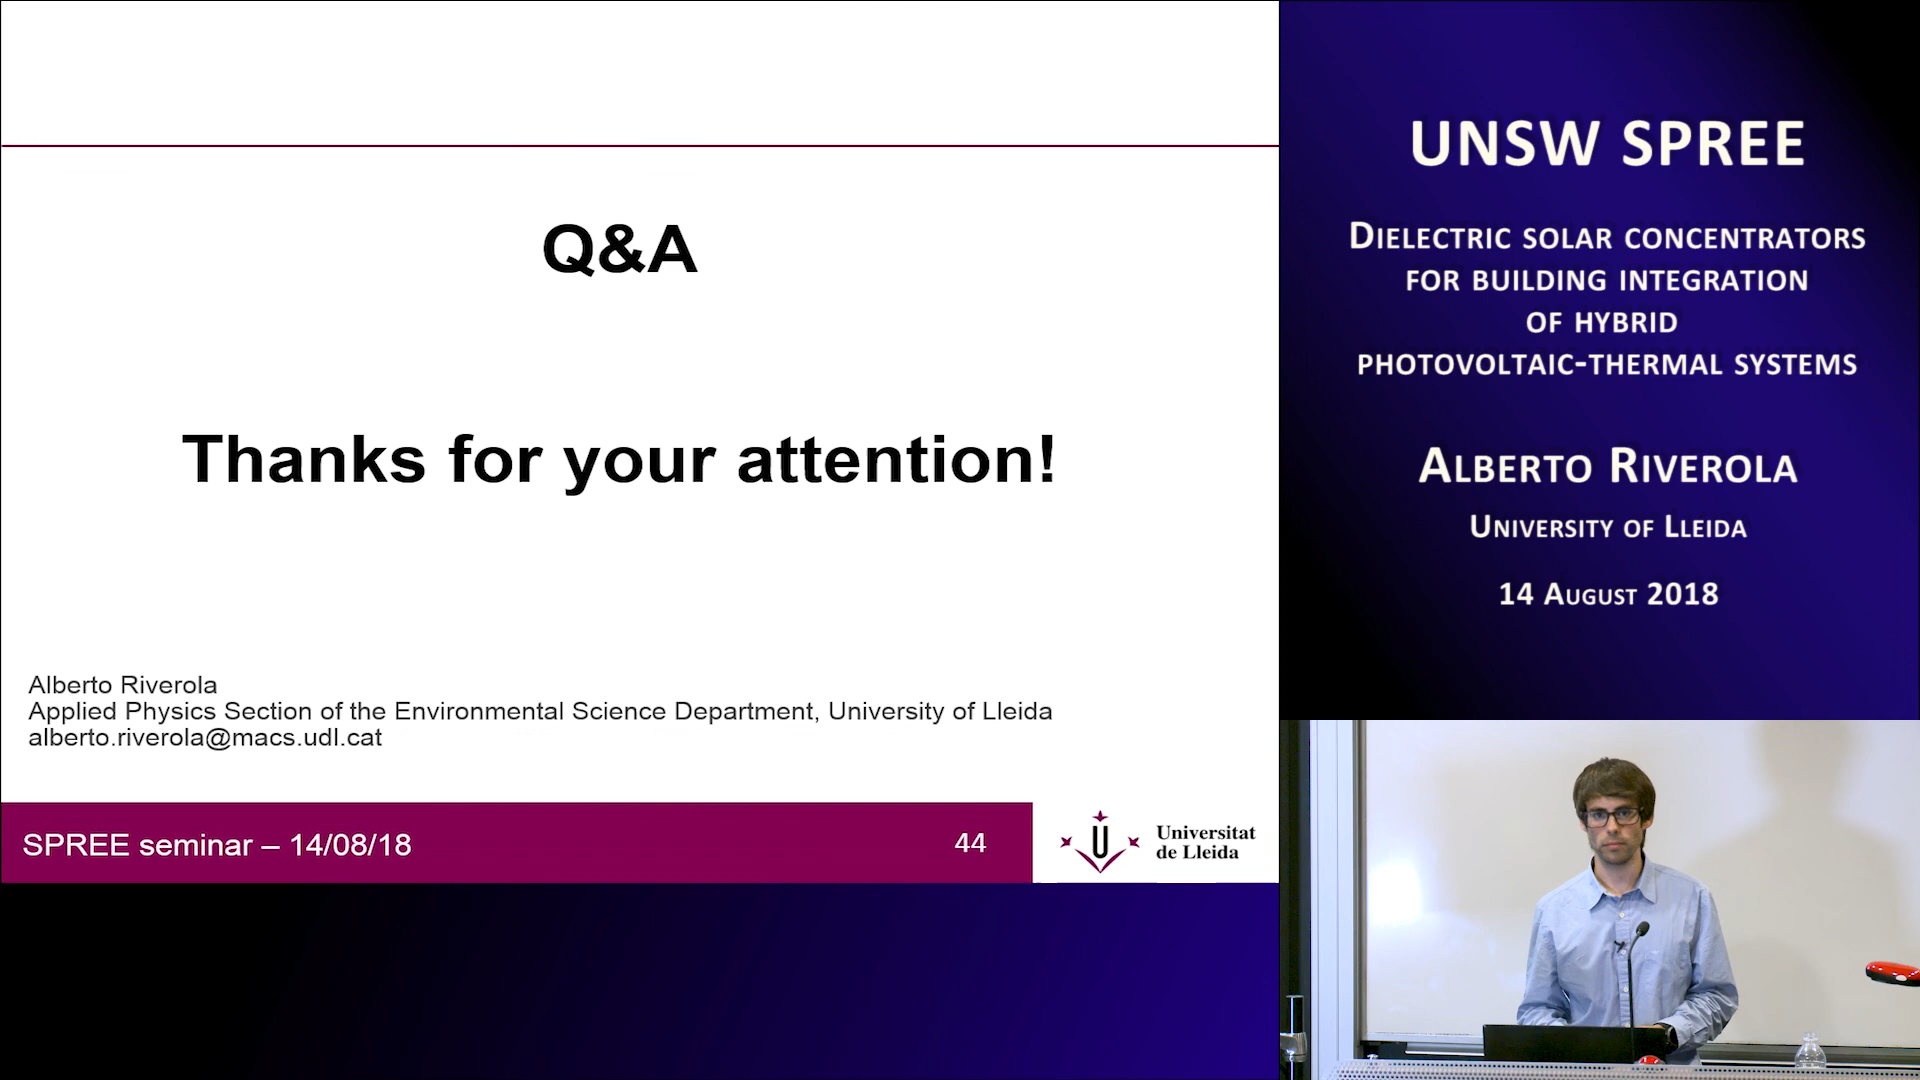 Q&A
Thanks for your attention!
Alberto Riverola
Applied Physics Section of the Environmental Science Department, University of Lleida
alberto.riverola@macs.udl.cat
SPREE seminar – 14/08/18
44
U
Universitat
de Lleida
UNSW SPREE
Dielectric solar concentrators
for building integration
of hybrid
photovoltaic-thermal systems
Alberto Riverola
University of Lleida
14 August 2018